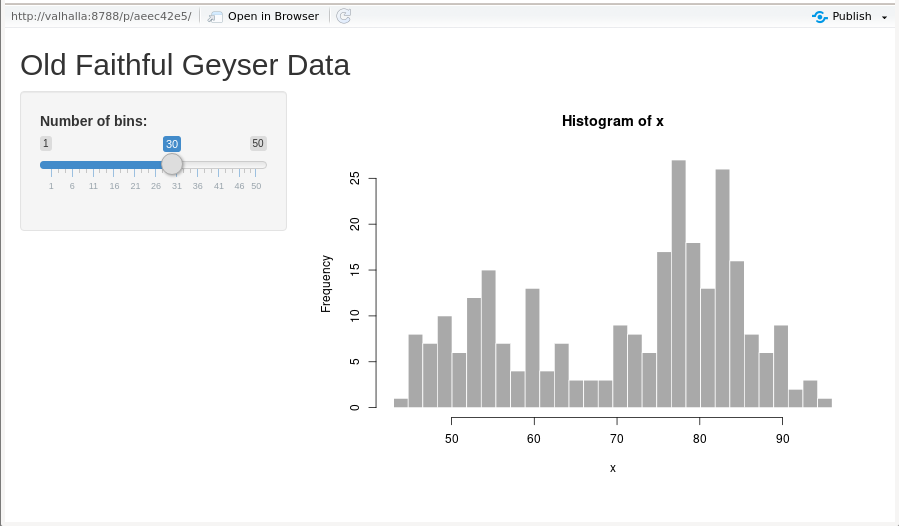 http://valhalla:8788/p/aeec42e5/ Open in Browser Publish
Old Faithful Geyser Data
Number of bins:
1 30 50
1 6 11 16 21 26 31 36 41 46 50
Histogram of x
Frequency
25
20
15
10
5
0
50 60 70 80 90
x